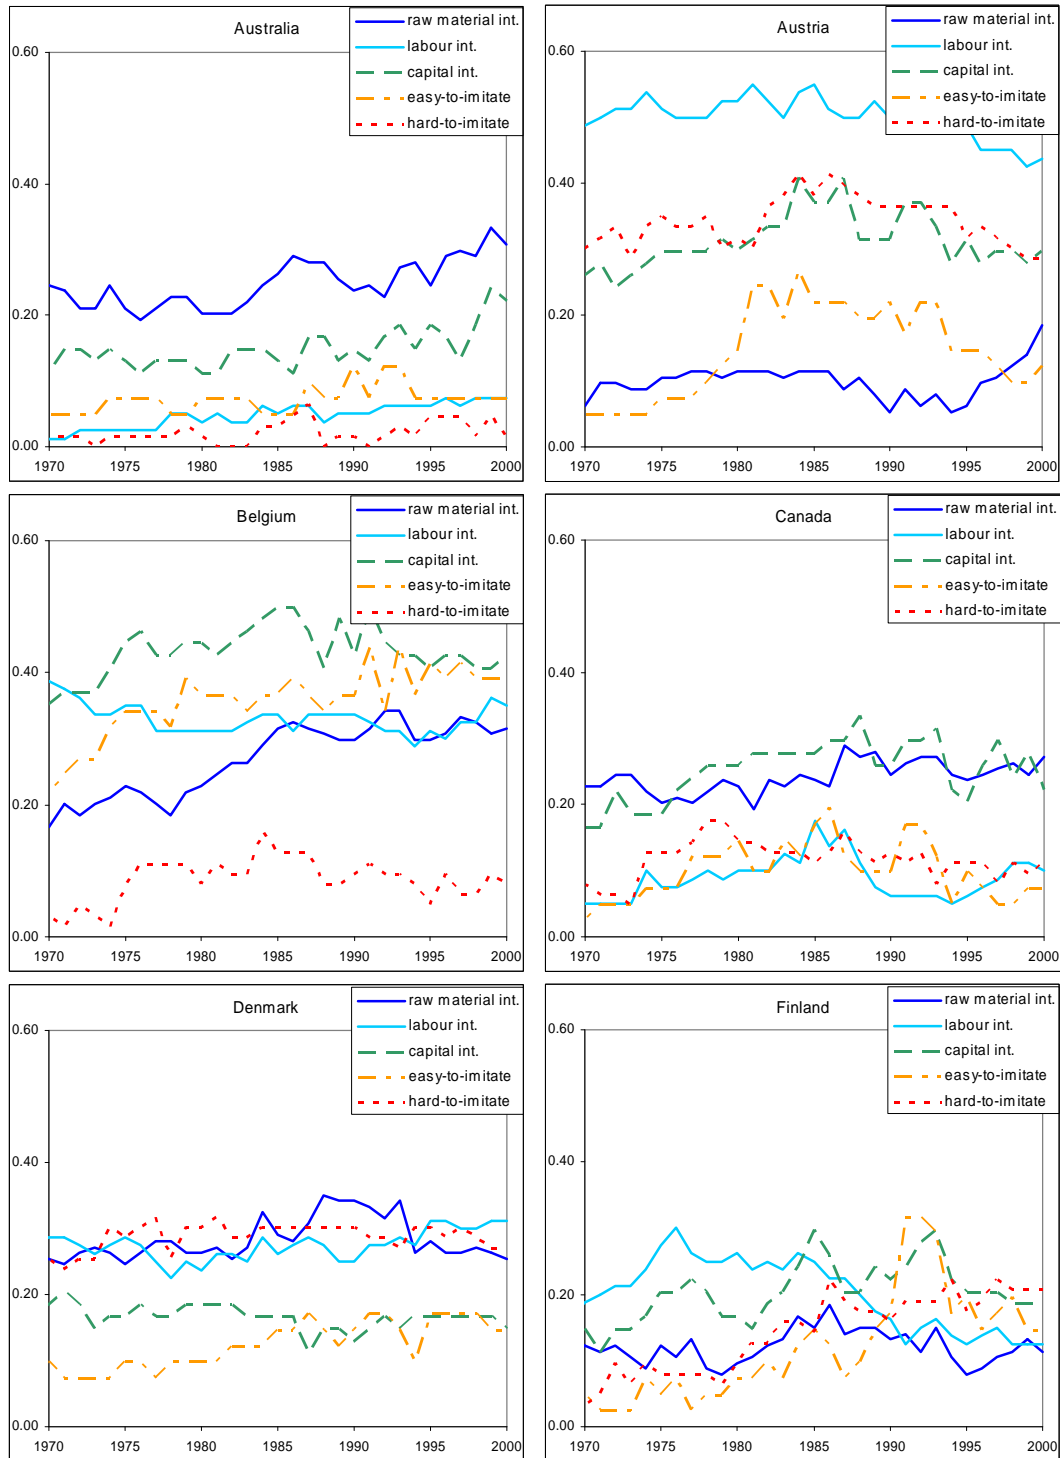 Australia
raw material int.
labour int.
capital int.
easy-to-imitate
hard-to-imitate
0.60
0.40
0.20
0.00
1970 1975 1980 1985 1990 1995 2000
Austria
raw material int.
labour int.
capital int.
easy-to-imitate
hard-to-imitate
0.60
0.40
0.20
0.00
1970 1975 1980 1985 1990 1995 2000
Belgium
raw material int.
labour int.
capital int.
easy-to-imitate
hard-to-imitate
0.60
0.40
0.20
0.00
1970 1975 1980 1985 1990 1995 2000
Canada
raw material int.
labour int.
capital int.
easy-to-imitate
hard-to-imitate
0.60
0.40
0.20
0.00
1970 1975 1980 1985 1990 1995 2000
Denmark
raw material int.
labour int.
capital int.
easy-to-imitate
hard-to-imitate
0.60
0.40
0.20
0.00
1970 1975 1980 1985 1990 1995 2000
Finland
raw material int.
labour int.
capital int.
easy-to-imitate
hard-to-imitate
0.60
0.40
0.20
0.00
1970 1975 1980 1985 1990 1995 2000